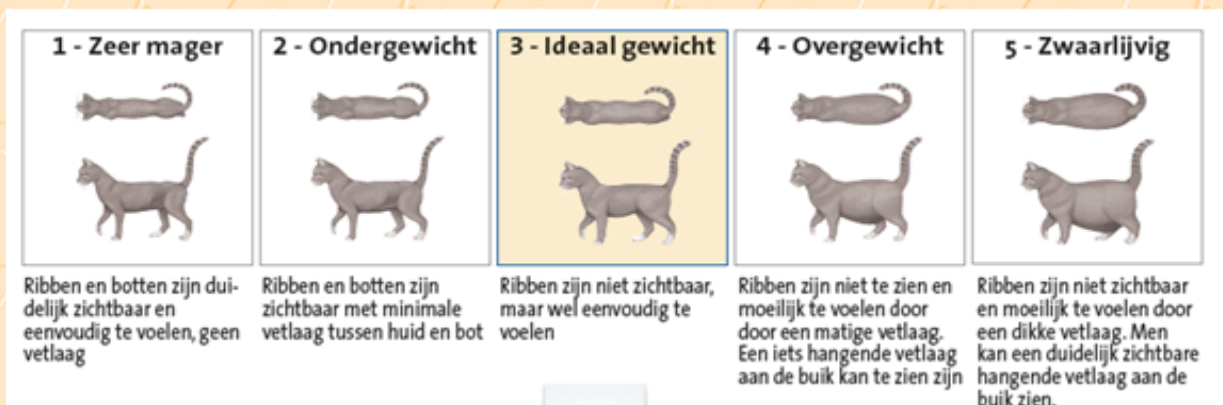 1 - Zeer mager
2 - Ondergewicht
3 - Ideaal gewicht
4 - Overgewicht
5 - Zwaarlijvig
Ribben en botten zijn dui-
delijk zichtbaar en
eenvoudig te voelen, geen
vetlaag
Ribben en botten zijn
zichtbaar met minimale
vetlaag tussen huid en bot
Ribben zijn niet zichtbaar,
maar wel eenvoudig te
voelen
Ribben zijn niet te zien en
moeilijk te voelen door
door een matige vetlaag.
Een iets hangende vetlaag
aan de buik kan te zien zijn
Ribben zijn niet zichtbaar
en moeilijk te voelen door
een dikke vetlaag. Men
kan een duidelijk zichtbare
hangende vetlaag aan de
buik zien.